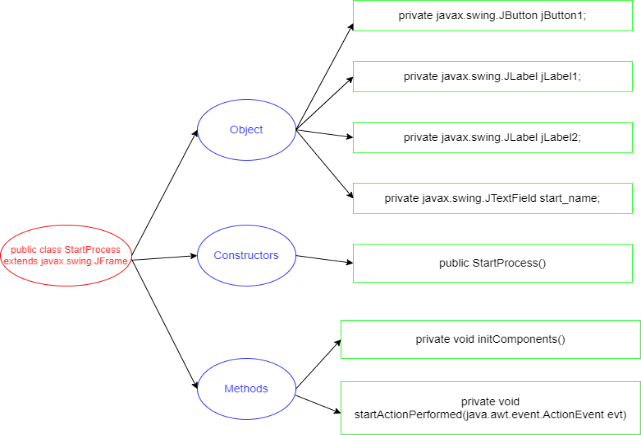 private javax.swing.JButton jButton1;
private javax.swing.JLabel jLabel1;
Object
private javax.swing.JLabel jLabel2;
private javax.swing.JTextField start_name;
public class StartProcess
extends javax.swing JFrame
Constructors
public StartProcess()
private void initComponents()
Methods
private void
startActionPerformed(java.awt.event.ActionEvent evt)